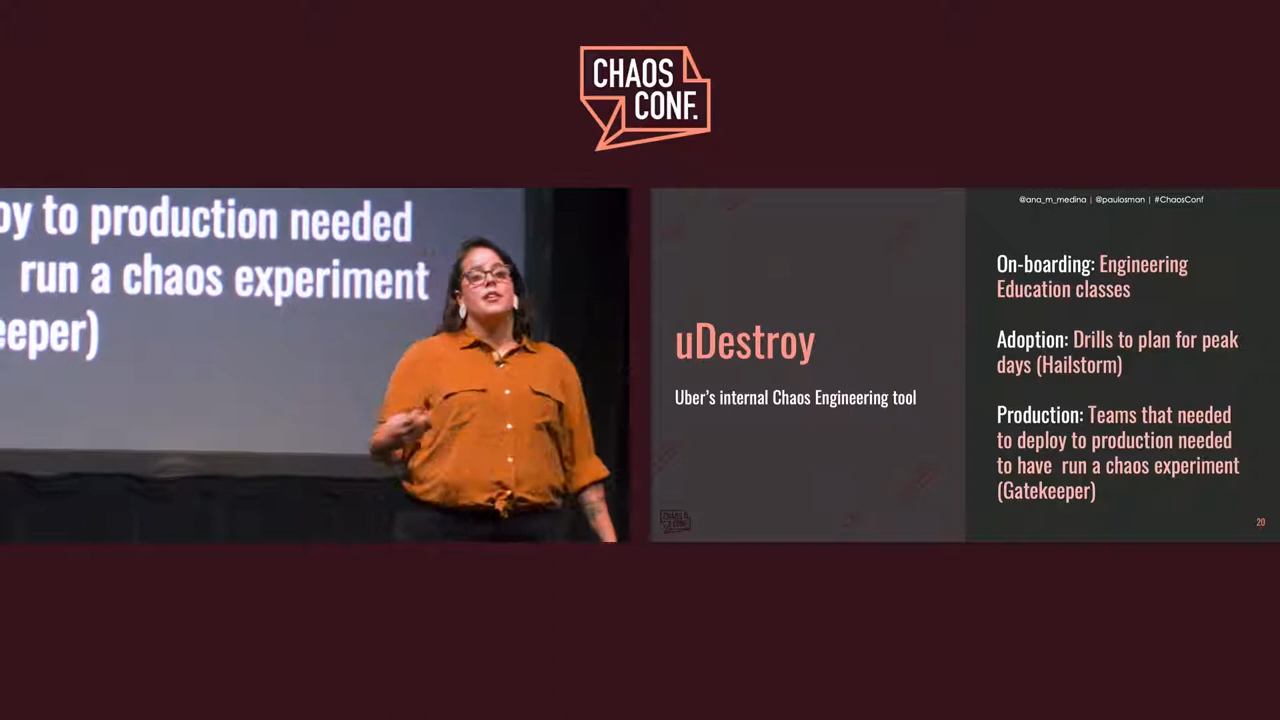 CHAOS
CONF.
oy to production needed
run a chaos experiment
eeper)
@ana_m_medina | @paulosman | #ChaosConf
uDestroy
Uber's internal Chaos Engineering tool
On-boarding: Engineering
Education classes
Adoption: Drills to plan for peak
days (Hailstorm)
Production: Teams that needed
to deploy to production needed
to have run a chaos experiment
(Gatekeeper)
CHAOS
CONF.
20